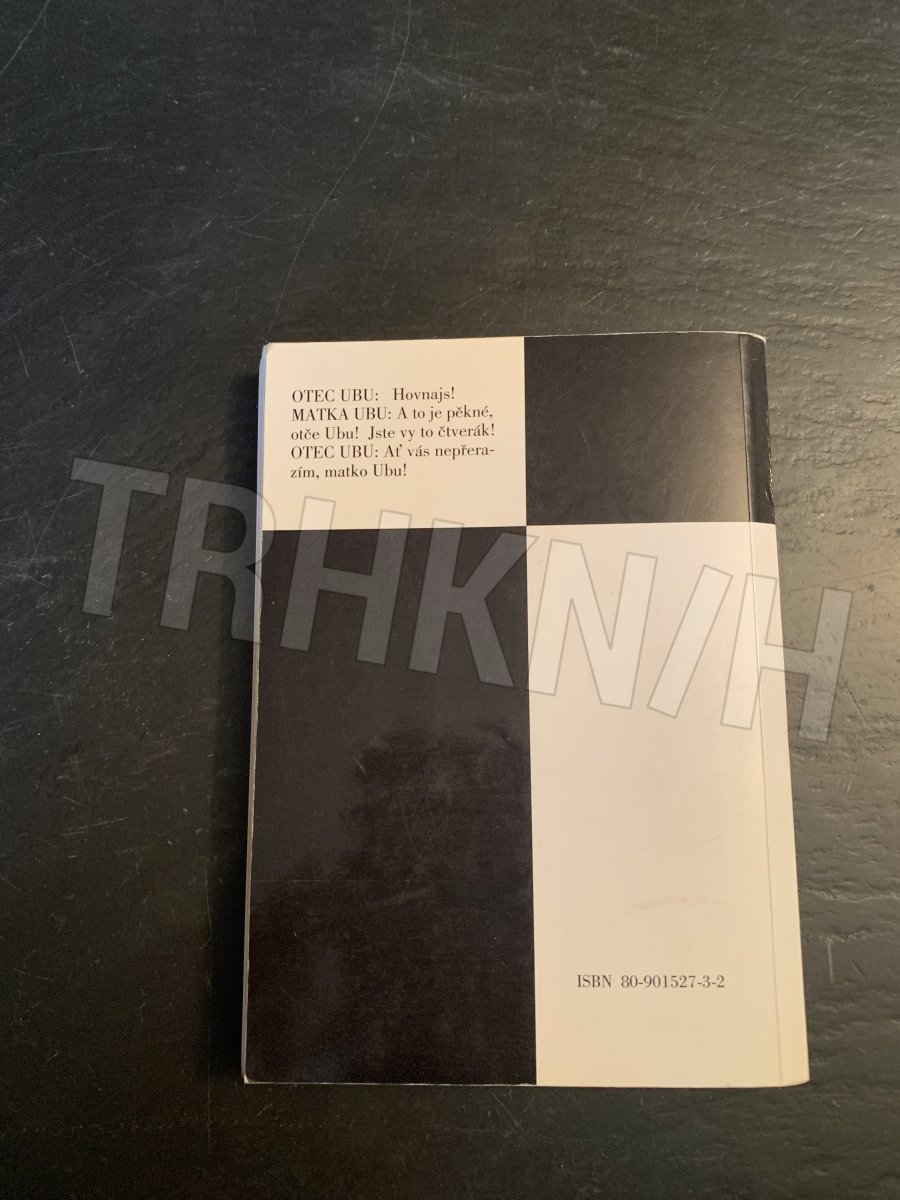 OTEC UBU: Hovnajs!
MATKA UBU: A to je pěkné,
otče Ubu! Jste vy to čtverák!
OTEC UBU: Ať vás nepřera-
zím, matko Ubu!
TRHKNIH
ISBN 80-901527-3-2